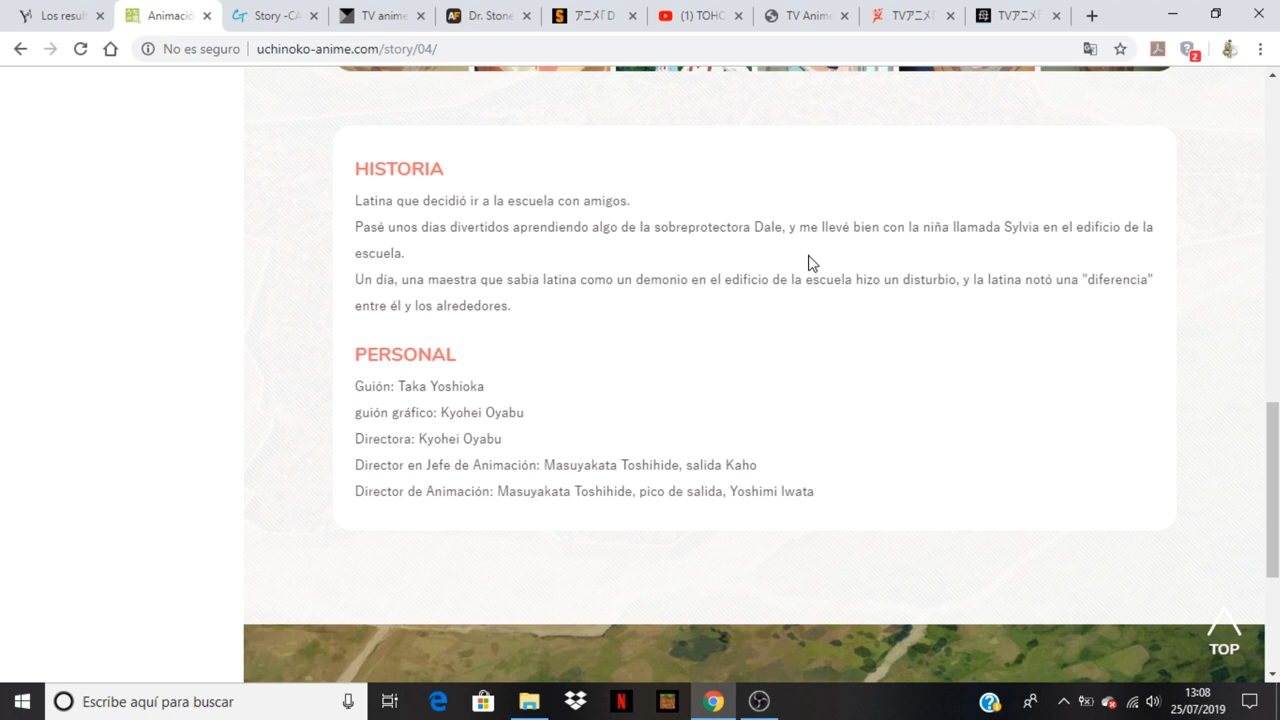 Los result
Animació
Story -CA
TV anime
Dr. Stone
アニメ「D
(1) TOHO
TV Anim
TVアニメ『
TVアニメ『
No es seguro uchinoko-anime.com/story/04/
2
HISTORIA
Latina que decidió ir a la escuela con amigos.
Pasé unos días divertidos aprendiendo algo de la sobreprotectora Dale, y me llevé bien con la niña llamada Sylvia en el edificio de la
escuela.
Un día, una maestra que sabía latina como un demonio en el edificio de la escuela hizo un disturbio, y la latina notó una "diferencia"
entre él y los alrededores.
PERSONAL
Guión: Taka Yoshioka
guión gráfico: Kyohei Oyabu
Directora: Kyohei Oyabu
Director en Jefe de Animación: Masuyakata Toshihide, salida Kaho
Director de Animación: Masuyakata Toshihide, pico de salida, Yoshimi Iwata
TOP
Escribe aquí para buscar
13:08
25/07/2019